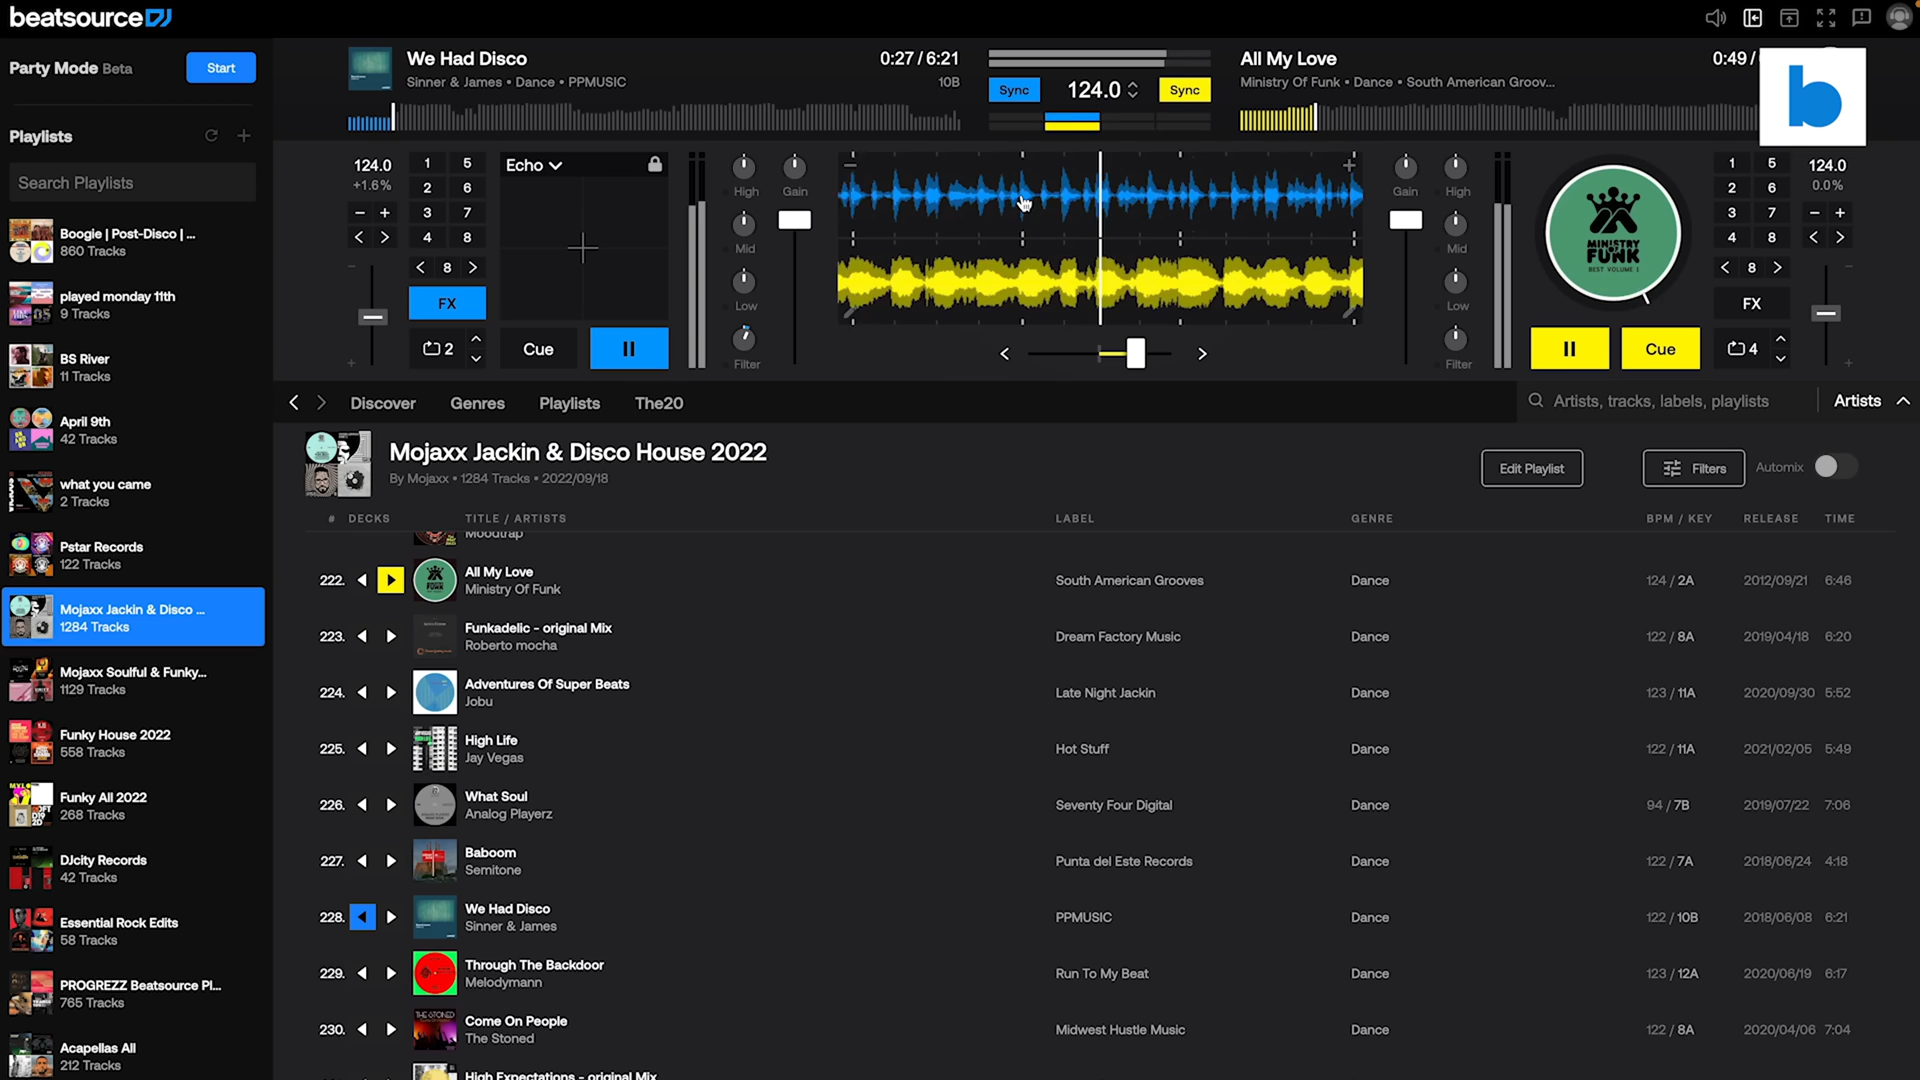 beatsource DJ
Party Mode Beta
Start
Playlists
Search Playlists
Boogie | Post-Disco | ...
860 Tracks
played monday 11th
9 Tracks
BS River
11 Tracks
April 9th
42 Tracks
what you came
2 Tracks
Pstar Records
122 Tracks
Mojaxx Jackin & Disco ...
1284 Tracks
Mojaxx Soulful & Funky...
1129 Tracks
Funky House 2022
558 Tracks
Funky All 2022
268 Tracks
DJcity Records
42 Tracks
Essential Rock Edits
58 Tracks
PROGREZZ Beatsource Pl...
765 Tracks
Acapellas All
212 Tracks
We Had Disco 0:27 / 6:21
Sinner & James • Dance • PPMUSIC 10B
Sync 124.0 Sync
All My Love 0:49 /
Ministry Of Funk • Dance • South American Groov...
b
124.0
+1.6%
1 5
2 6
3 7
4 8
< 8 >
FX
2
Echo
Cue
High
Mid
Low
Filter
Gain
Gain
High
Mid
Low
Filter
MINISTRY
FUNK
BEST VOLUME 1
Cue
1 5
2 6
3 7
4 8
< 8 >
FX
4
124.0
0.0%
Discover Genres Playlists The20
Artists, tracks, labels, playlists
Artists
Mojaxx Jackin & Disco House 2022
By Mojaxx • 1284 Tracks • 2022/09/18
Edit Playlist
Filters
Automix
# DECKS TITLE / ARTISTS LABEL GENRE BPM / KEY RELEASE TIME
Moodtrap
222. All My Love South American Grooves Dance 124 / 2A 2012/09/21 6:46
Ministry Of Funk
223. Funkadelic - original Mix Dream Factory Music Dance 122 / 8A 2019/04/18 6:20
Roberto mocha
224. Adventures Of Super Beats Late Night Jackin Dance 123 / 11A 2020/09/30 5:52
Jobu
225. High Life Hot Stuff Dance 122 / 11A 2021/02/05 5:49
Jay Vegas
226. What Soul Seventy Four Digital Dance 94 / 7B 2019/07/22 7:06
Analog Playerz
227. Baboom Punta del Este Records Dance 122 / 7A 2018/06/24 4:18
Semitone
228. We Had Disco PPMUSIC Dance 122 / 10B 2018/06/08 6:21
Sinner & James
229. Through The Backdoor Run To My Beat Dance 123 / 12A 2020/06/19 6:17
Melodymann
230. Come On People Midwest Hustle Music Dance 122 / 8A 2020/04/06 7:04
The Stoned
High Expectations - original Mix